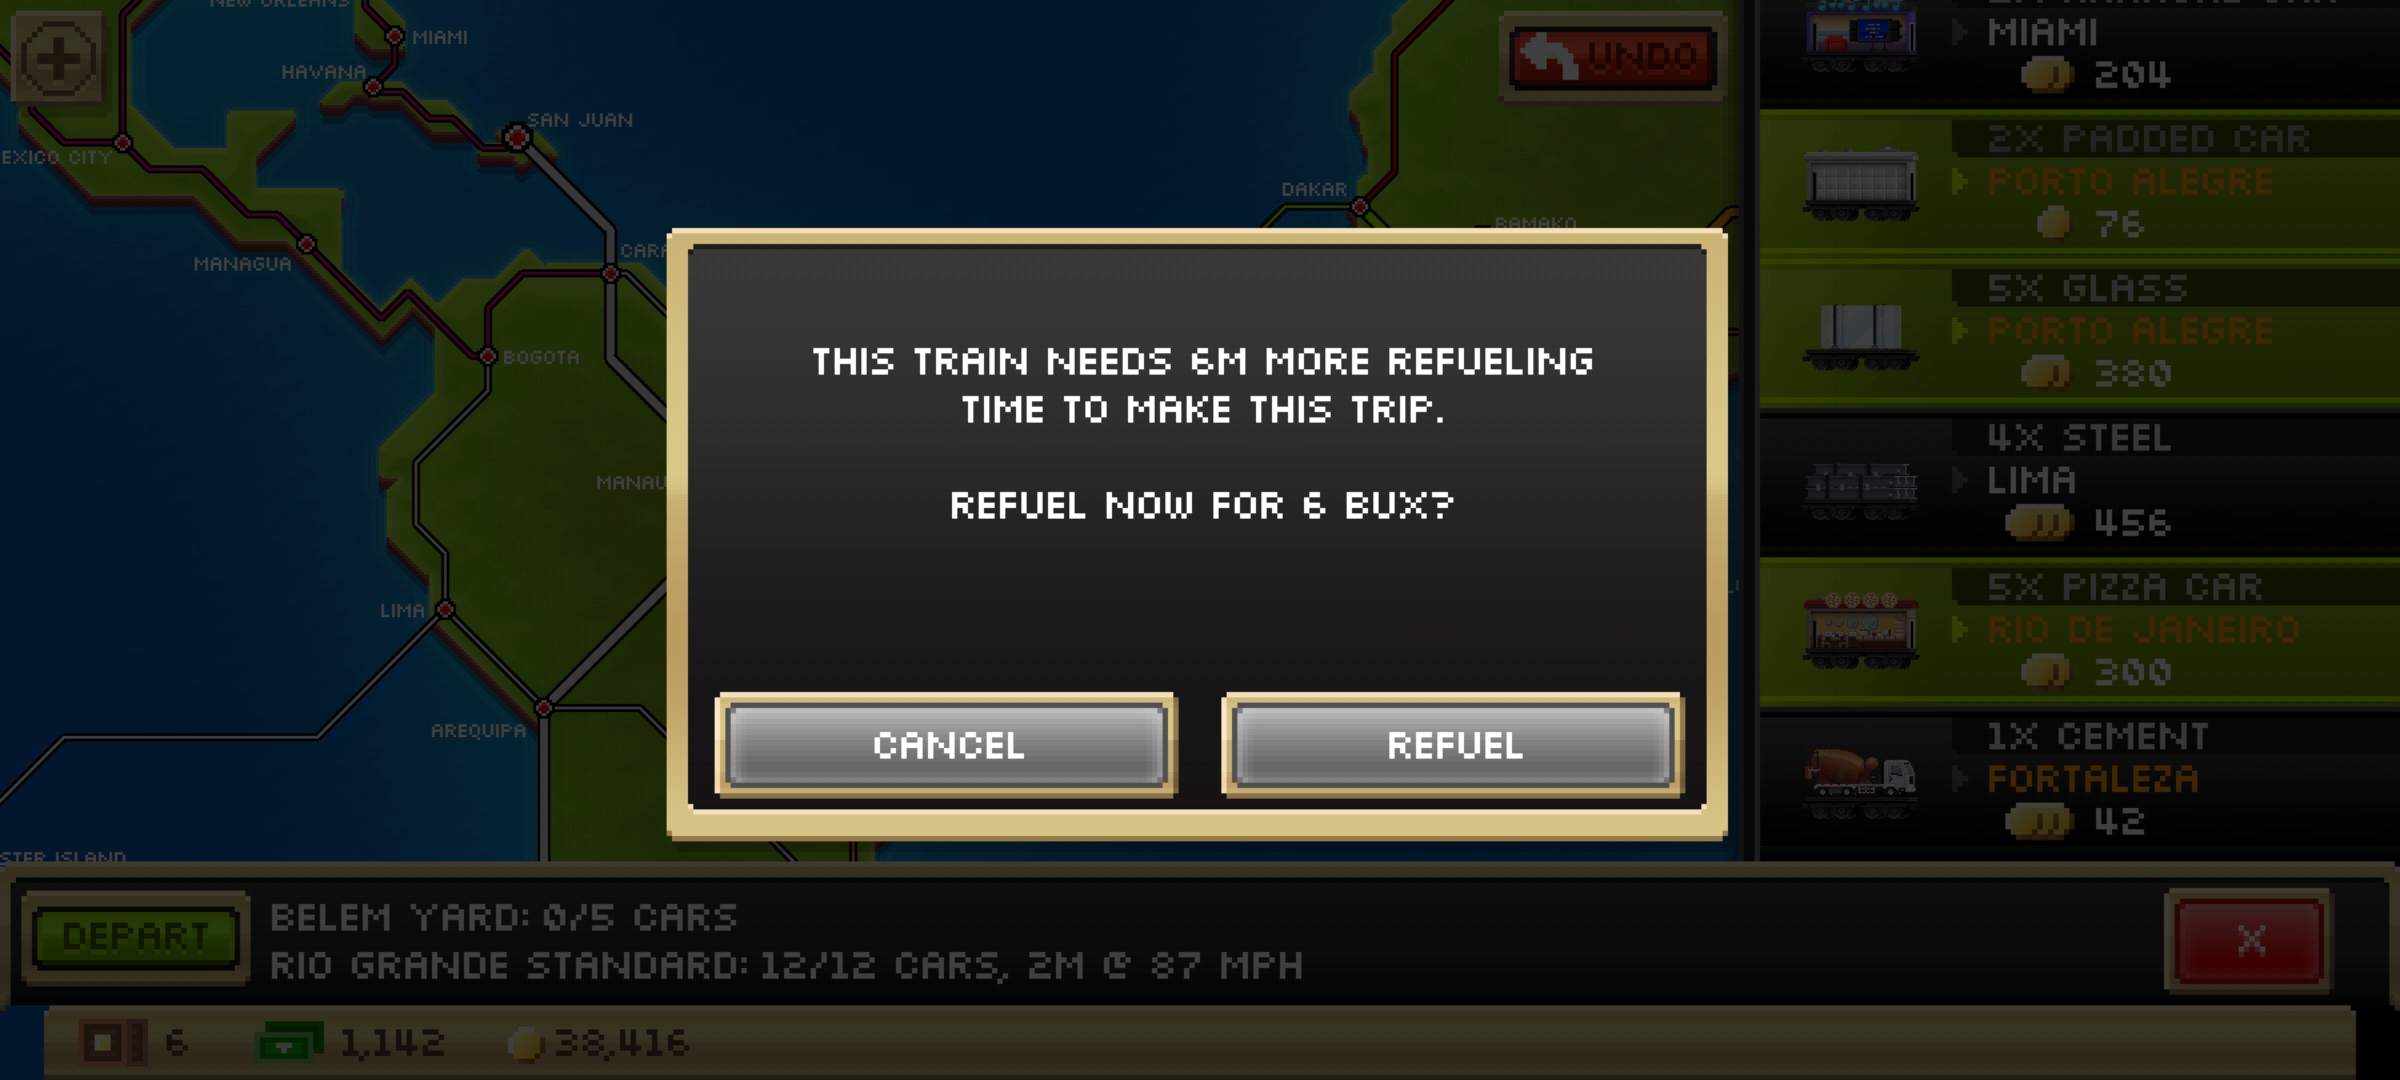 NEW ORLEANS
MIAMI
HAVANA
SAN JUAN
EXICO CITY
MANAGUA
CARA
BOGOTA
MANAU
LIMA
AREQUIPA
STER ISLAND
DAKAR
BAMAKO
UNDO
MIAMI
204
2X PADDED CAR
PORTO ALEGRE
76
5X GLASS
PORTO ALEGRE
380
4X STEEL
LIMA
456
5X PIZZA CAR
RIO DE JANEIRO
300
1X CEMENT
FORTALEZA
42
THIS TRAIN NEEDS 6M MORE REFUELING
TIME TO MAKE THIS TRIP.
REFUEL NOW FOR 6 BUX?
CANCEL
REFUEL
DEPART
BELEM YARD: 0/5 CARS
RIO GRANDE STANDARD: 12/12 CARS, 2M @ 87 MPH
X
6
1,142
38,416